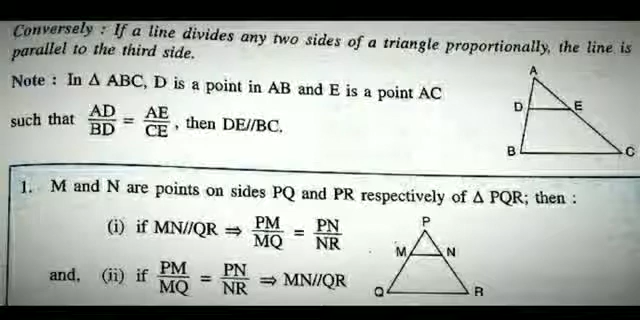 Conversely : If a line divides any two sides of a triangle proportionally, the line is
parallel to the third side.
Note : In Δ ABC, D is a point in AB and E is a point AC
such that AD/BD = AE/CE , then DE//BC.
A
D E
B C
1. M and N are points on sides PQ and PR respectively of Δ PQR; then :
(i) if MN//QR ⇒ PM/MQ = PN/NR
and, (ii) if PM/MQ = PN/NR ⇒ MN//QR
P
M N
Q R